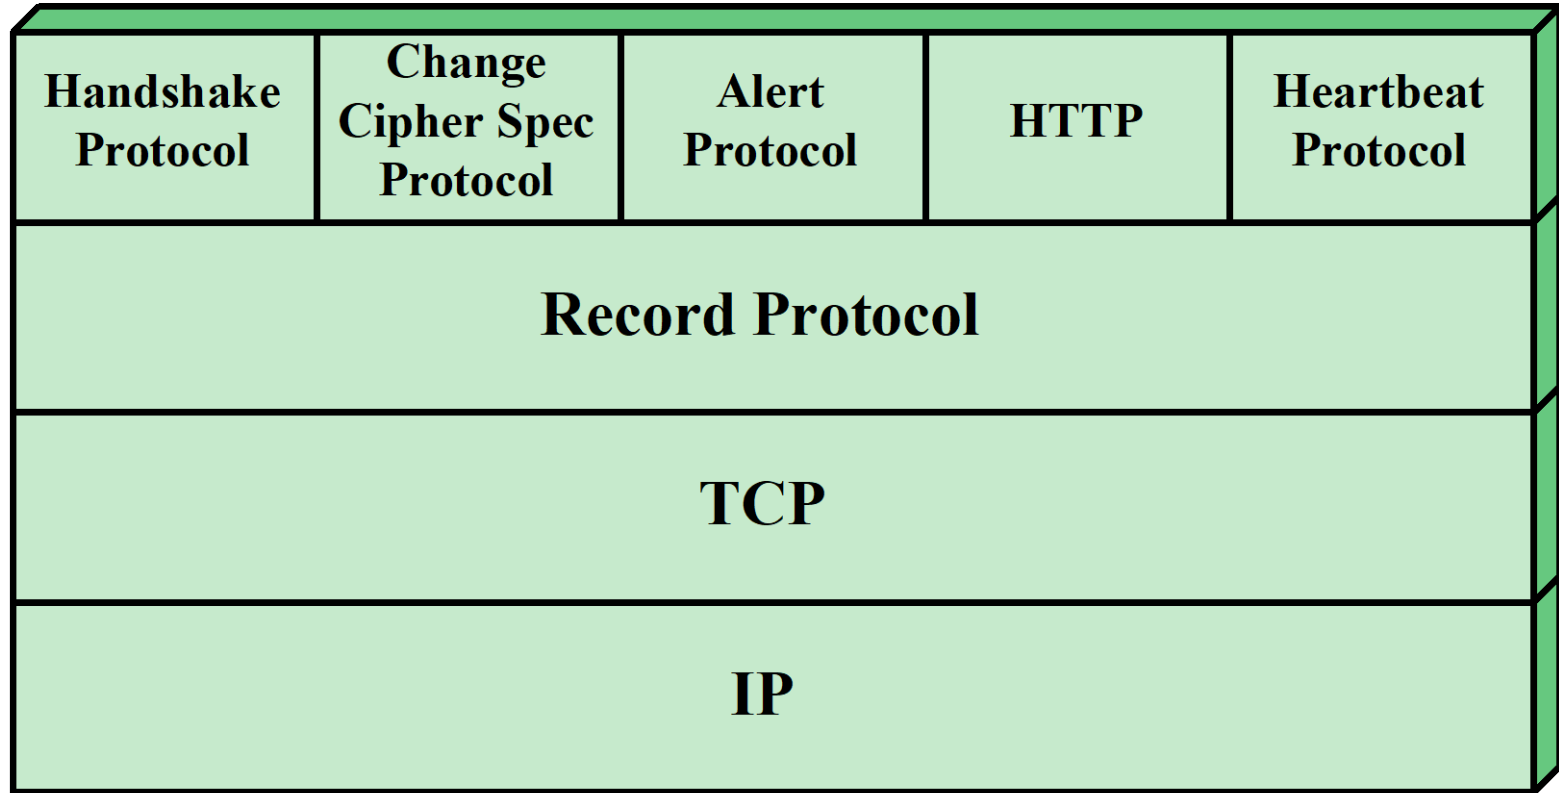 Handshake
Protocol
Change
Cipher Spec
Protocol
Alert
Protocol
HTTP
Heartbeat
Protocol
Record Protocol
TCP
IP